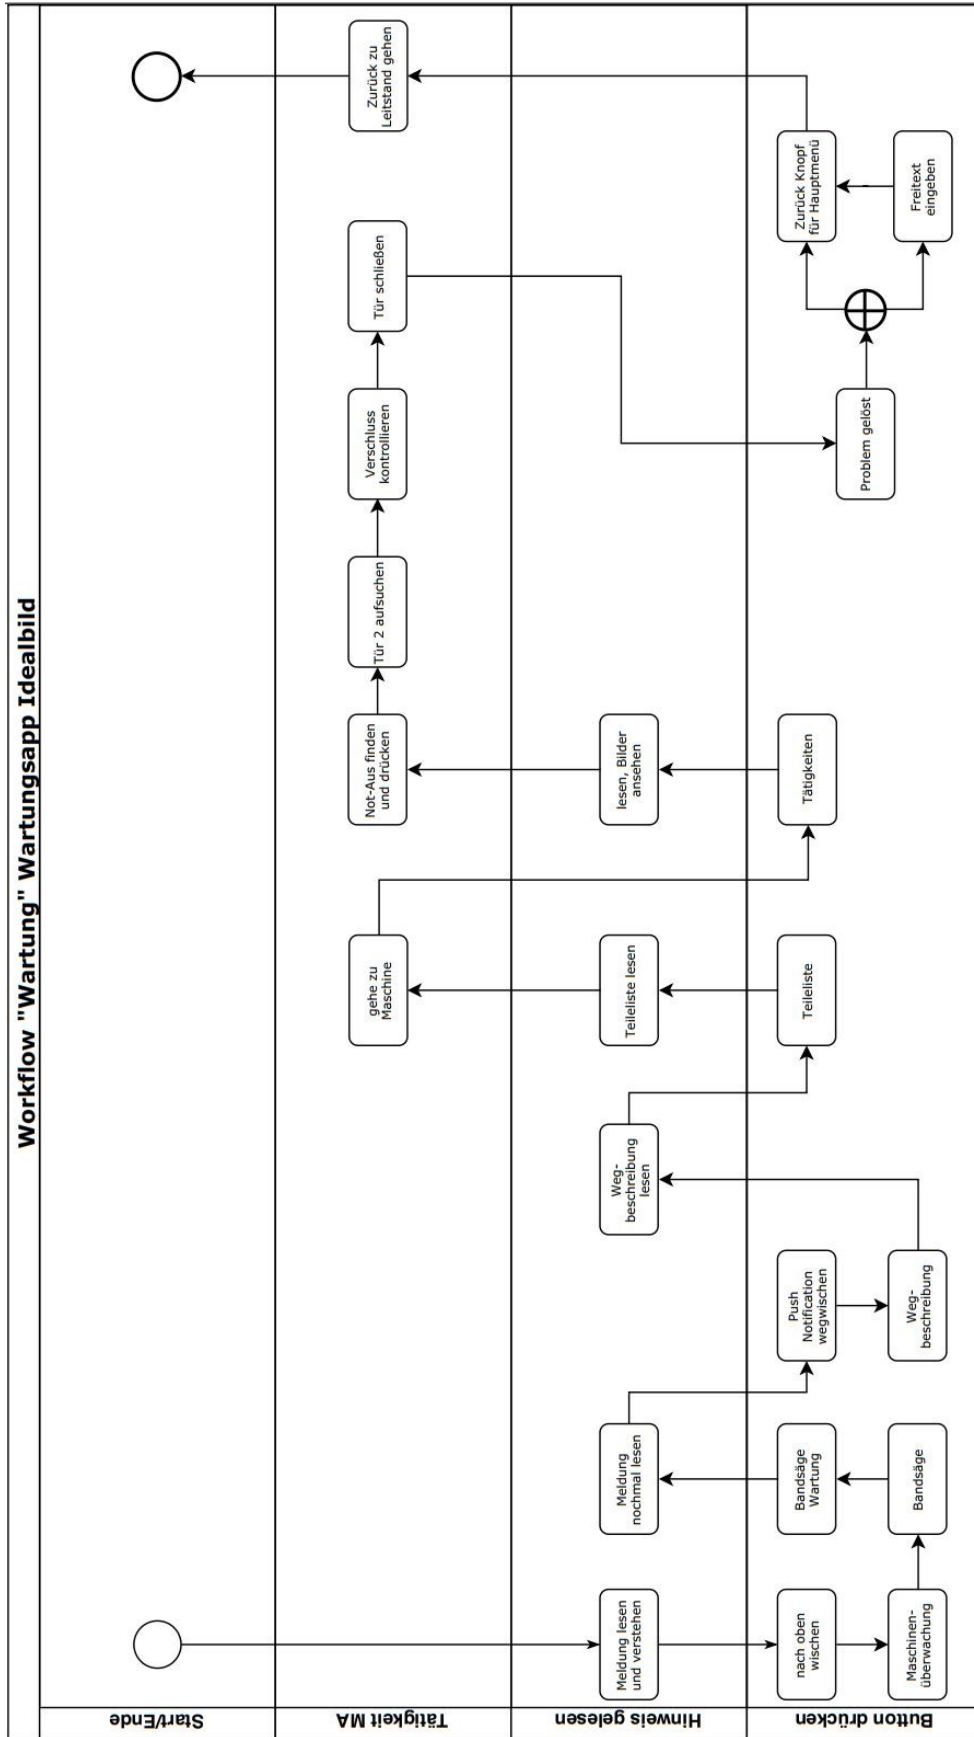 Workflow "Wartung" Wartungsapp Idealbild
Start/Ende
Tätigkeit MA
Hinweis gelesen
Button drücken
Meldung lesen
und verstehen
nach oben
wischen
Maschinen-
überwachung
Bandsäge
Bandsäge
Wartung
Meldung
nochmal lesen
Push
Notification
wegwischen
Weg-
beschreibung
Weg-
beschreibung
lesen
Teileliste
Teileliste lesen
gehe zu
Maschine
Tätigkeiten
lesen, Bilder
ansehen
Not-Aus finden
und drücken
Tür 2 aufsuchen
Verschluss
kontrollieren
Tür schließen
Problem gelöst
Freitext
eingeben
Zurück Knopf
für Hauptmenü
Zurück zu
Leitstand gehen